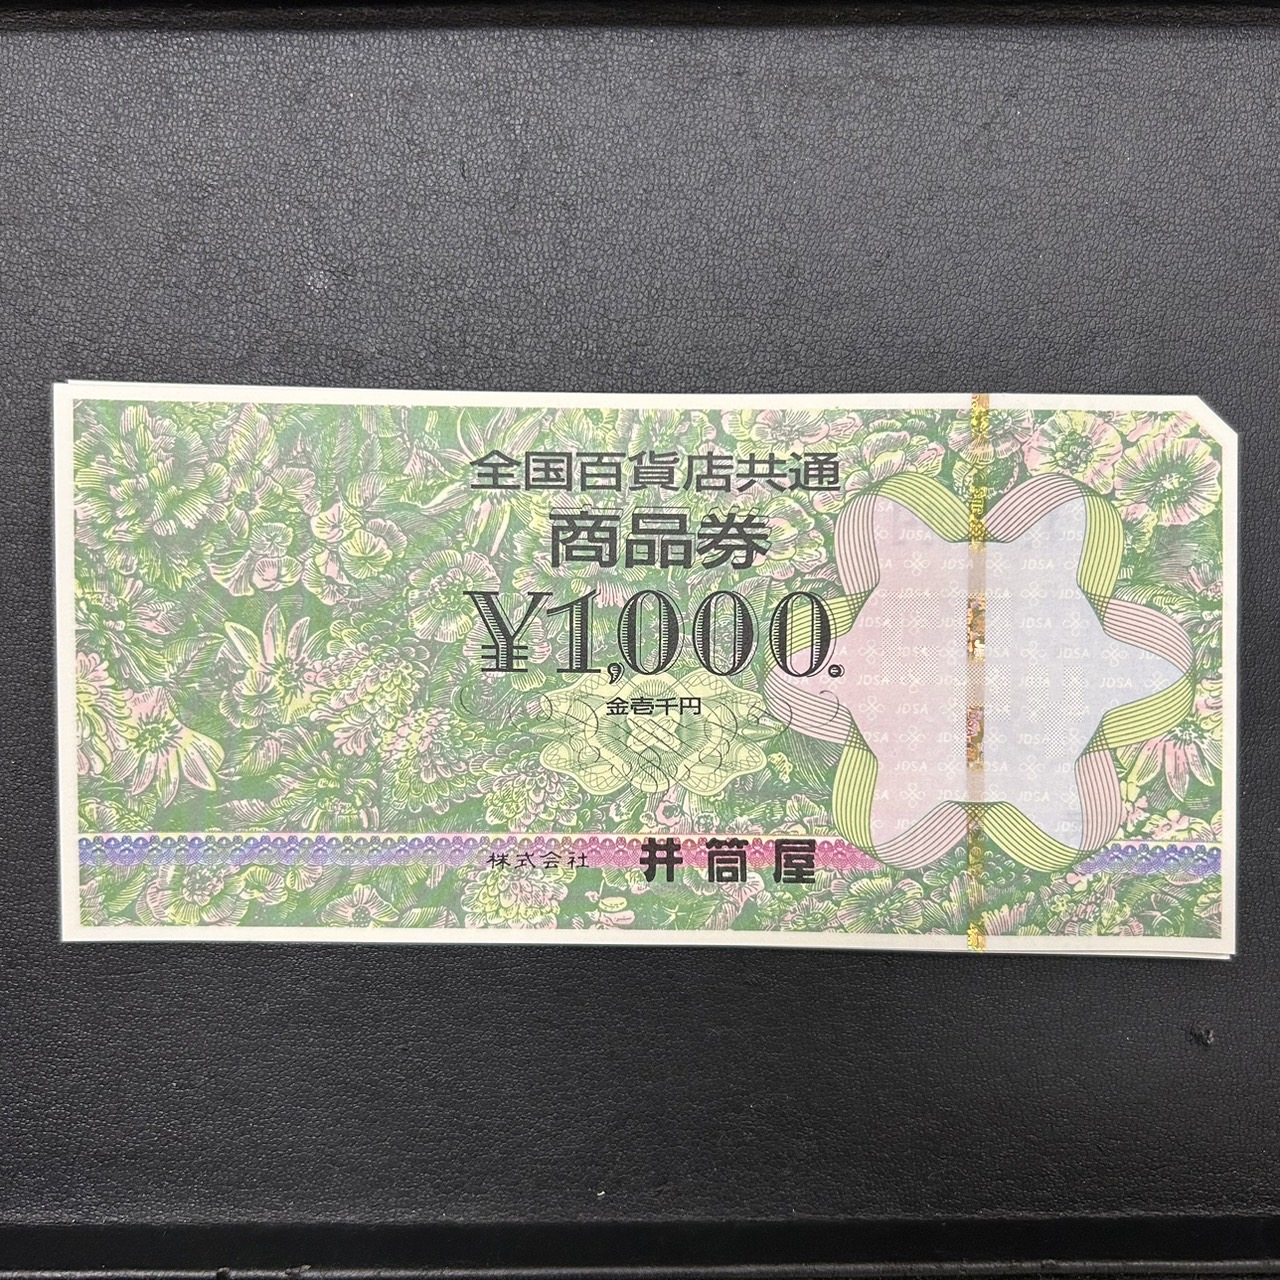 全国百貨店共通
商品券
¥1,000.
金壱千円
株式会社 井筒屋
JDSA